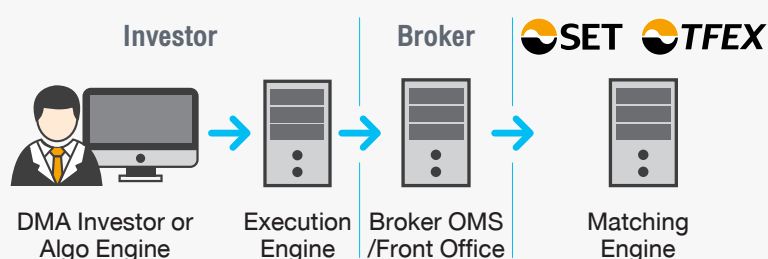 Investor
Broker
SET
TFEX
DMA Investor or
Algo Engine
Execution
Engine
Broker OMS
/Front Office
Matching
Engine